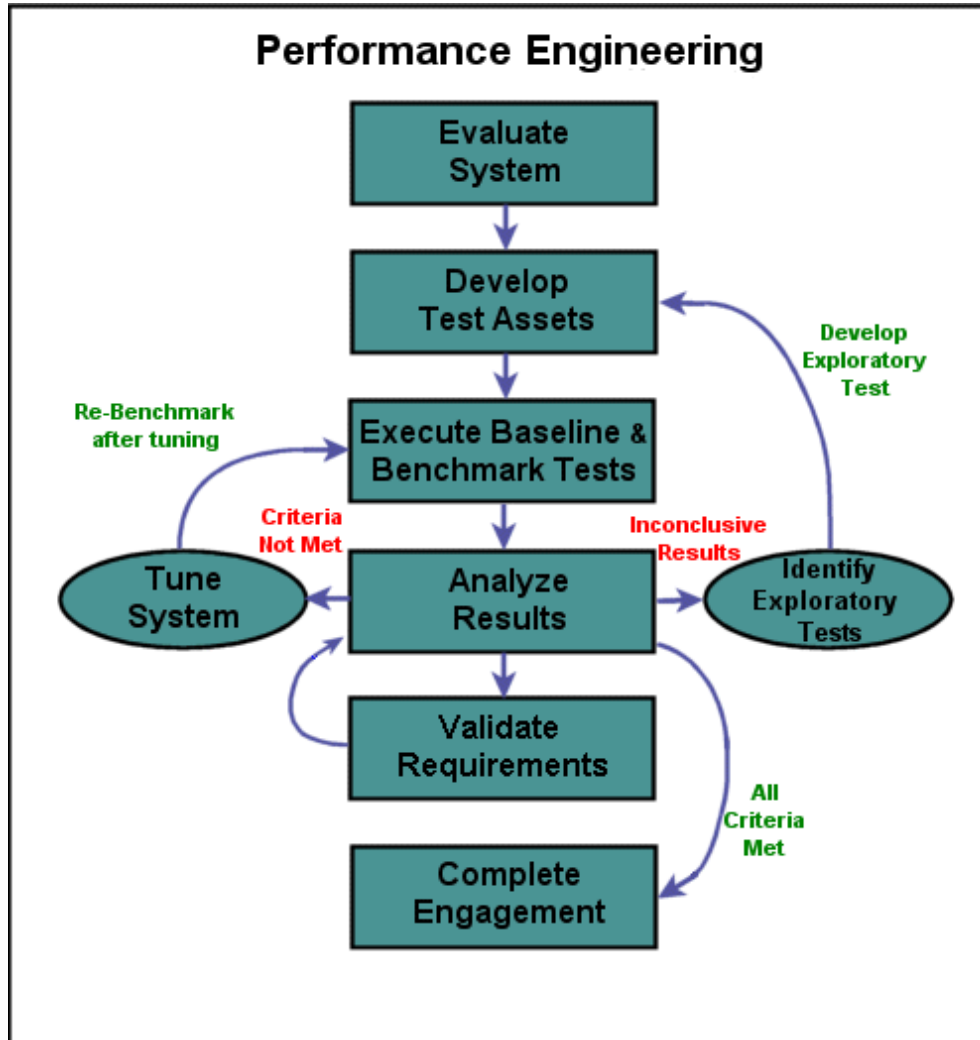 Performance Engineering
Evaluate
System
Develop
Test Assets
Develop
Exploratory
Test
Re-Benchmark
after tuning
Execute Baseline &
Benchmark Tests
Criteria
Not Met
Inconclusive
Results
Tune
System
Analyze
Results
Identify
Exploratory
Tests
Validate
Requirements
All
Criteria
Met
Complete
Engagement